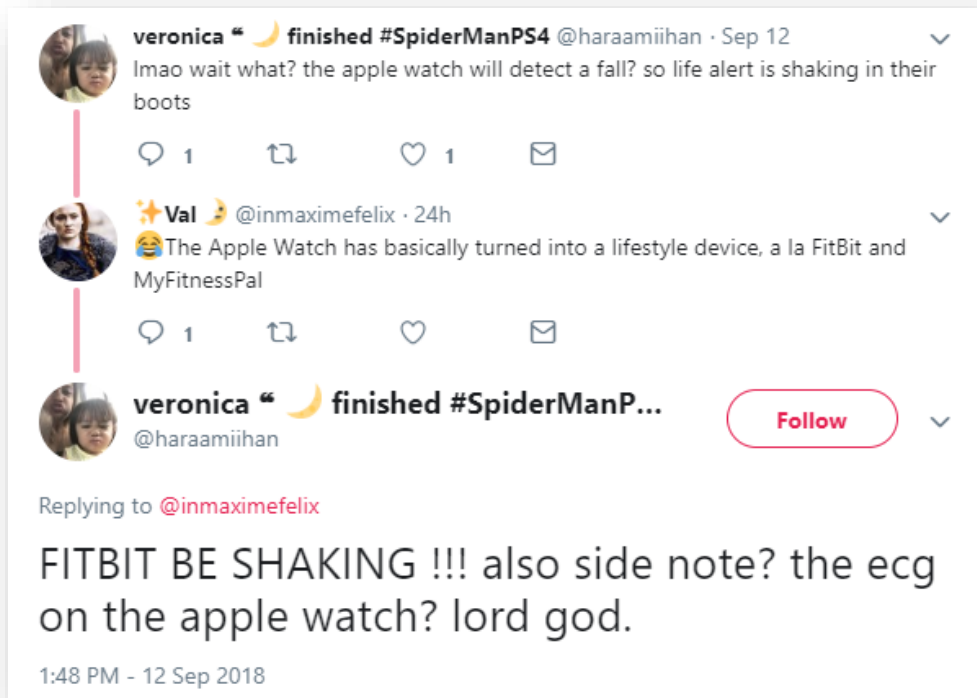 veronica ❝ 🌙 finished #SpiderManPS4 @haraamiihan · Sep 12
lmao wait what? the apple watch will detect a fall? so life alert is shaking in their
boots
1 1
✨Val 🌛 @inmaximefelix · 24h
😂The Apple Watch has basically turned into a lifestyle device, a la FitBit and
MyFitnessPal
1
veronica ❝ 🌙 finished #SpiderManP...
Follow
@haraamiihan
Replying to @inmaximefelix
FITBIT BE SHAKING !!! also side note? the ecg
on the apple watch? lord god.
1:48 PM - 12 Sep 2018